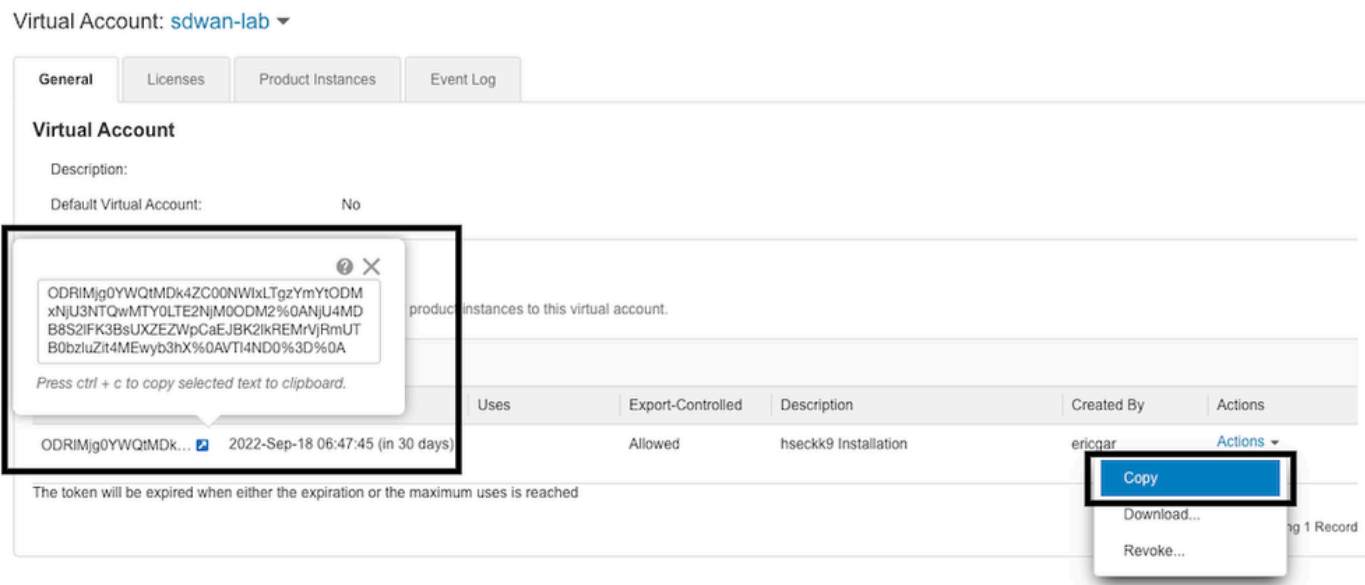 Virtual Account: sdwan-lab
General Licenses Product Instances Event Log
Virtual Account
Description:
Default Virtual Account: No
ODRlMjg0YWQtMDk4ZC00NWIxLTgzYmYtODM
xNjU3NTQwMTY0LTE2NjM0ODM2%0ANjU4MD
B8S2lFK3BsUXZEZWpCaEJBK2lkREMrVjRmUT
B0bzluZit4MEwyb3hX%0AVTI4ND0%3D%0A
product instances to this virtual account.
Press ctrl + c to copy selected text to clipboard.
Uses Export-Controlled Description Created By Actions
ODRlMjg0YWQtMDk... 2022-Sep-18 06:47:45 (in 30 days) Allowed hseckk9 Installation ericgar Actions
Copy
The token will be expired when either the expiration or the maximum uses is reached
Download...
ng 1 Record
Revoke...